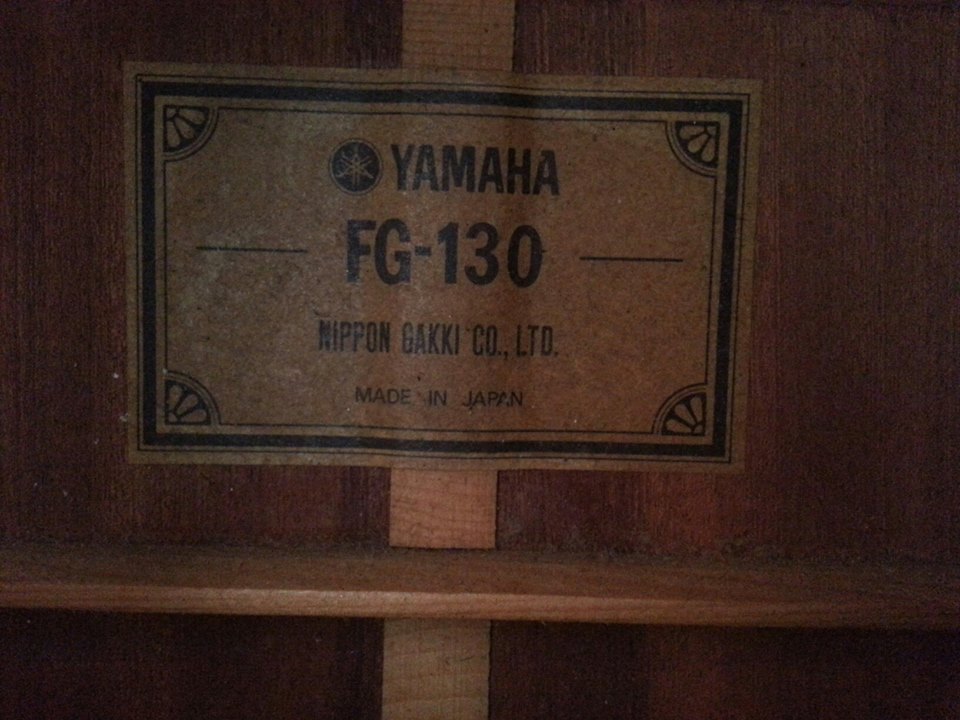 YAMAHA
FG-130
NIPPON GAKKI CO., LTD.
MADE IN JAPAN